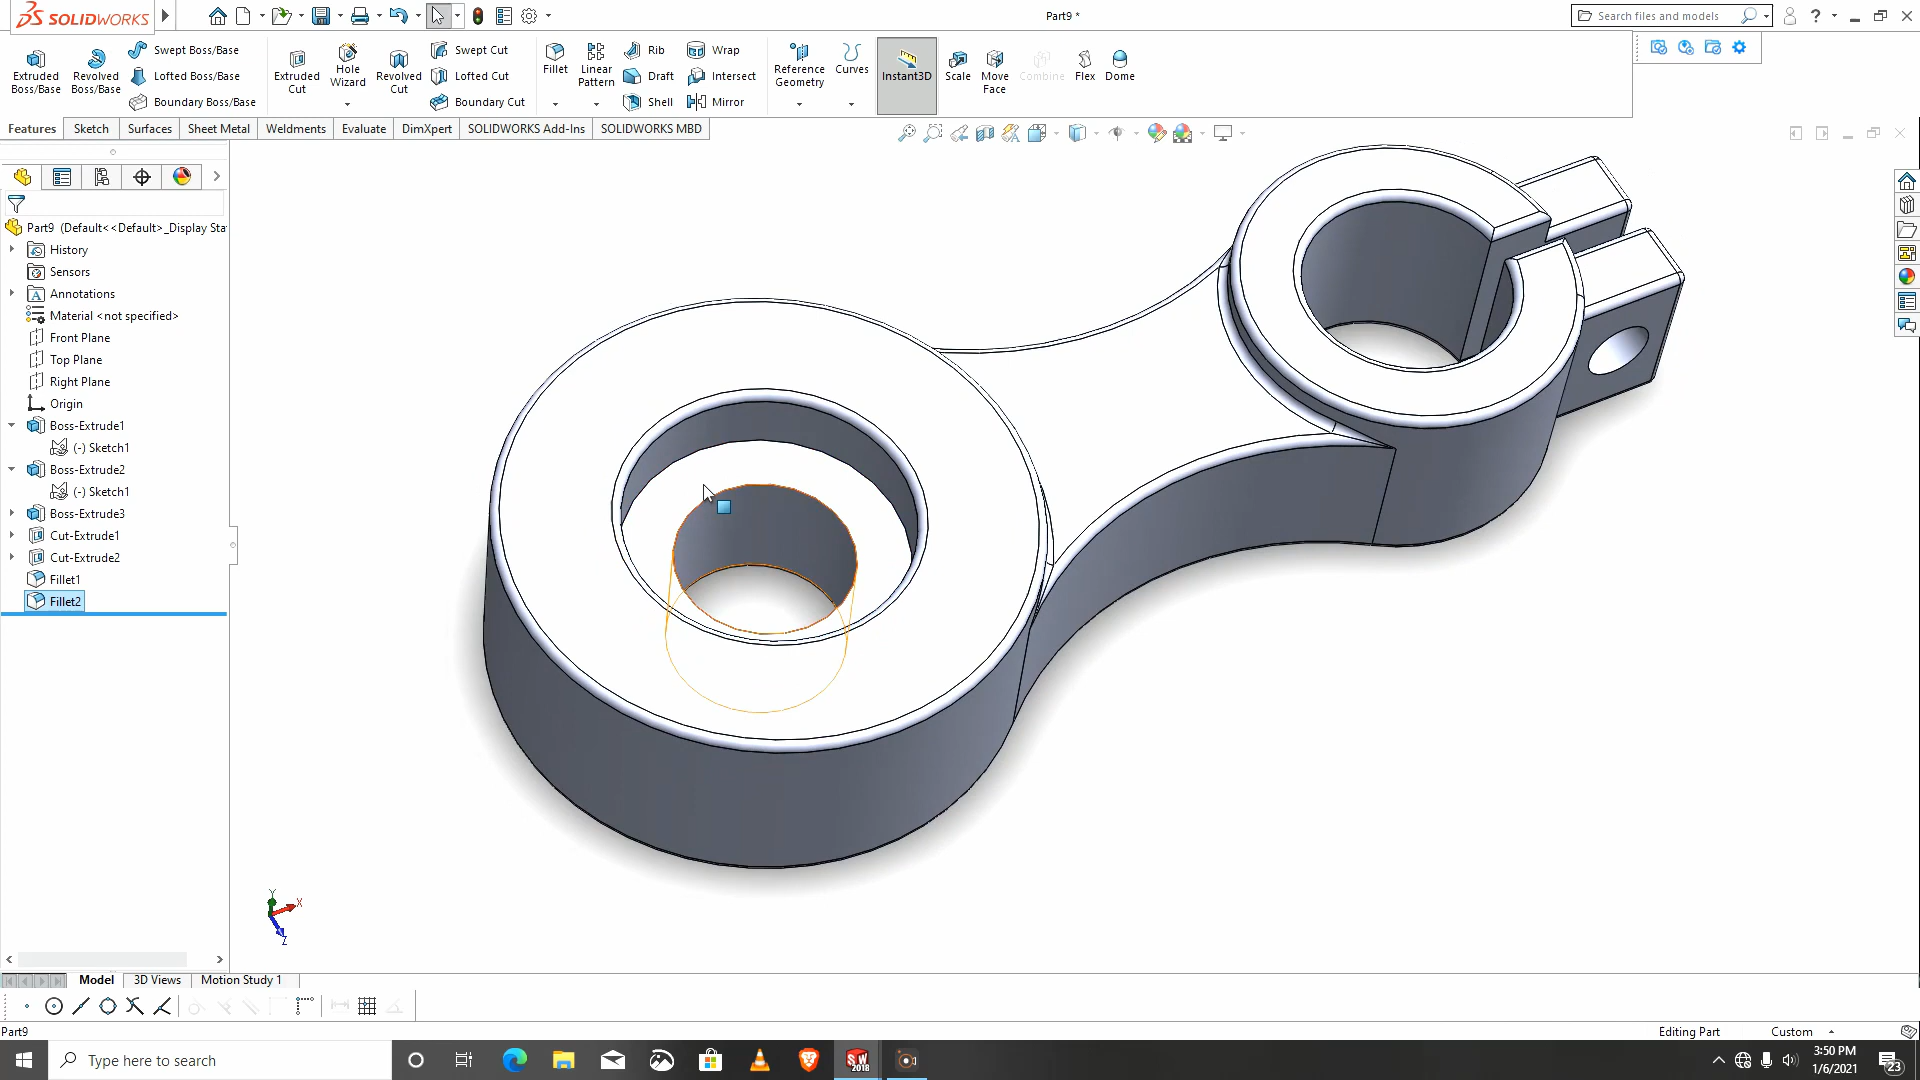 SOLIDWORKS
Part9 *
Search files and models
Extruded Boss/Base
Revolved Boss/Base
Swept Boss/Base
Lofted Boss/Base
Boundary Boss/Base
Extruded Cut
Hole Wizard
Revolved Cut
Swept Cut
Lofted Cut
Boundary Cut
Fillet
Linear Pattern
Rib
Draft
Shell
Wrap
Intersect
Mirror
Reference Geometry
Curves
Instant3D
Scale
Move Face
Combine
Flex
Dome
Features
Sketch
Surfaces
Sheet Metal
Weldments
Evaluate
DimXpert
SOLIDWORKS Add-Ins
SOLIDWORKS MBD
Part9 (Default<<Default>_Display Sta
History
Sensors
Annotations
Material <not specified>
Front Plane
Top Plane
Right Plane
Origin
Boss-Extrude1
(-) Sketch1
Boss-Extrude2
(-) Sketch1
Boss-Extrude3
Cut-Extrude1
Cut-Extrude2
Fillet1
Fillet2
Y
X
Z
Model
3D Views
Motion Study 1
Part9
Editing Part
Custom
Type here to search
SW
2018
3:50 PM
1/6/2021
23